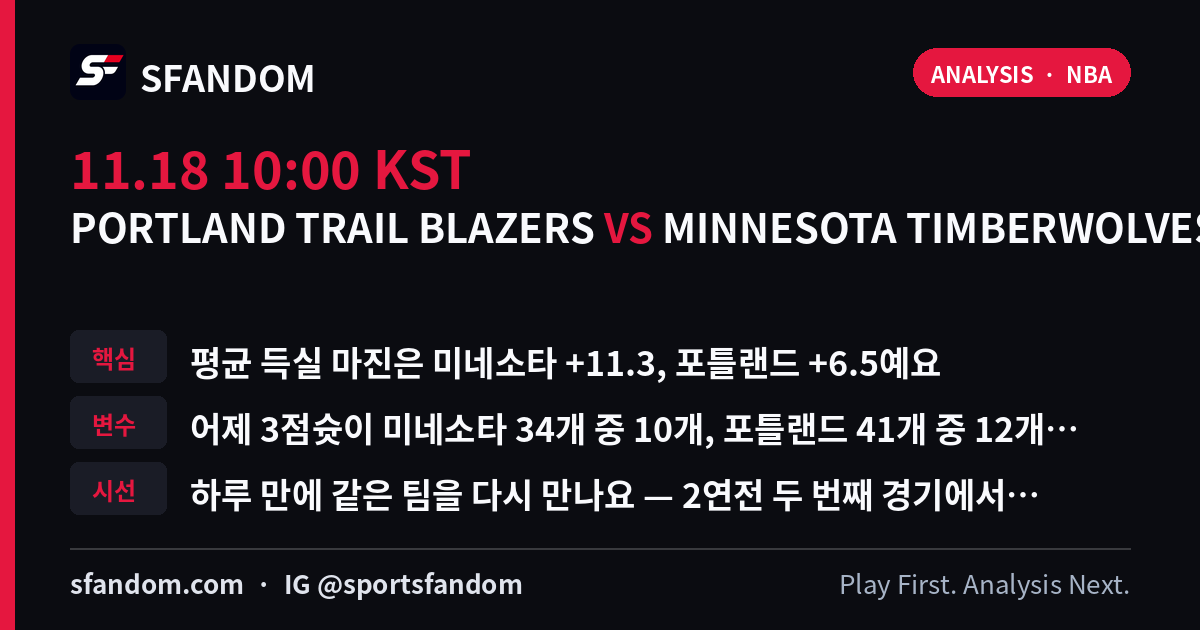 SF SFANDOM
ANALYSIS · NBA
11.18 10:00 KST
PORTLAND TRAIL BLAZERS VS MINNESOTA TIMBERWOLVES
핵심 평균 득실 마진은 미네소타 +11.3, 포틀랜드 +6.5예요
변수 어제 3점슛이 미네소타 34개 중 10개, 포틀랜드 41개 중 12개…
시선 하루 만에 같은 팀을 다시 만나요 — 2연전 두 번째 경기에서…
sfandom.com · IG @sportsfandom
Play First. Analysis Next.